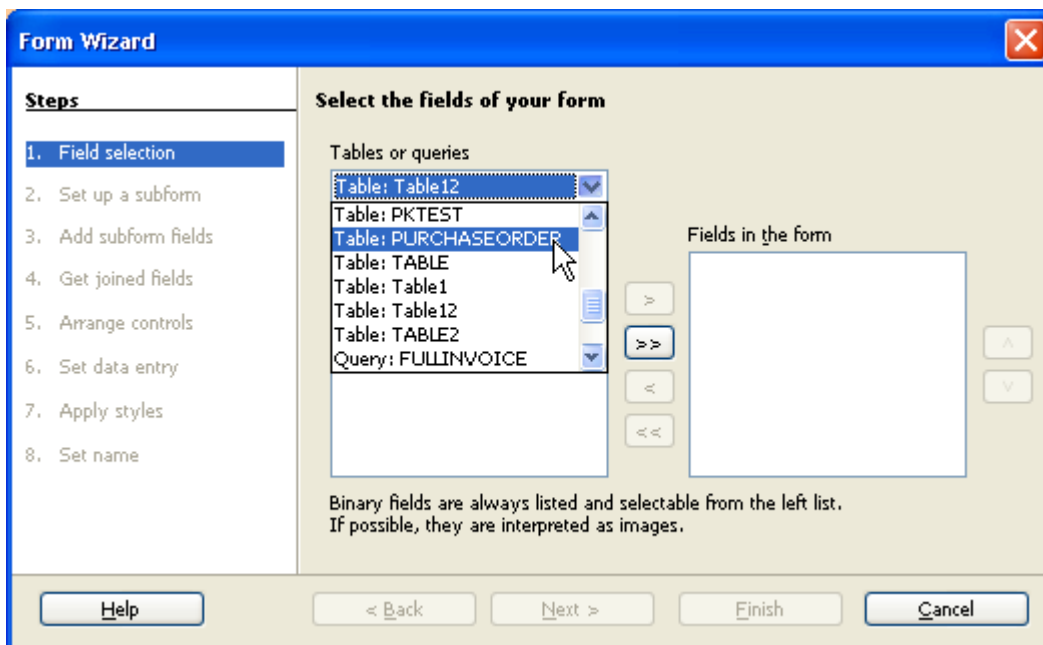 Form Wizard
Steps
1. Field selection
2. Set up a subform
3. Add subform fields
4. Get joined fields
5. Arrange controls
6. Set data entry
7. Apply styles
8. Set name
Select the fields of your form
Tables or queries
Table: Table12
Table: PKTEST
Table: PURCHASEORDER
Table: TABLE
Table: Table1
Table: Table12
Table: TABLE2
Query: FULLINVOICE
>
>>
<
<<
Fields in the form
^
v
Binary fields are always listed and selectable from the left list.
If possible, they are interpreted as images.
Help
< Back
Next >
Finish
Cancel